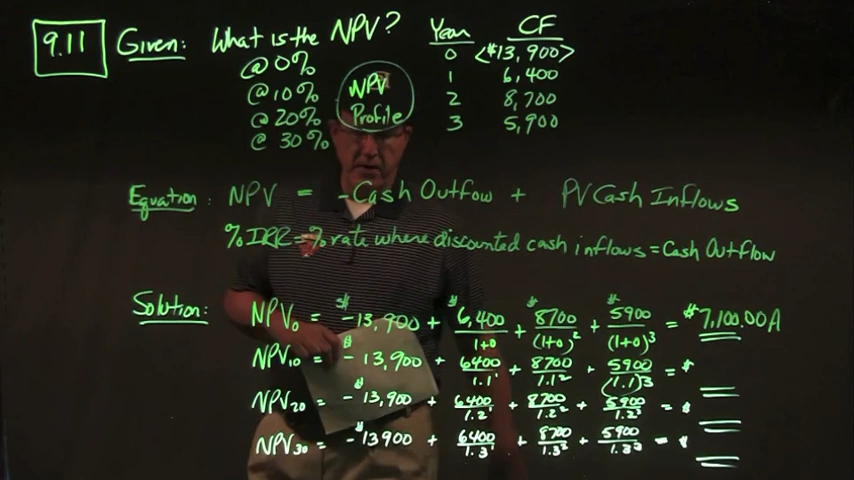 9.11 Given: What is the NPV? Year CF
@ 0% 0 <$13,900>
@ 10% NPV 1 6,400
@ 20% Profile 2 8,700
@ 30% 3 5,900
Equation: NPV = -Cash Outflow + PV Cash Inflows
% IRR = % rate where discounted cash inflows = Cash Outflow
Solution: NPV₀ = $-13,900 + $6,400/1+0 + $8700/(1+0)² + $5900/(1+0)³ = $7,100.00 A
NPV₁₀ = $-13,900 + 6400/1.1¹ + 8700/1.1² + 5900/(1.1)³ = $
NPV₂₀ = $-13,900 + 6400/1.2¹ + 8700/1.2² + 5900/1.2³ = $
NPV₃₀ = $-13900 + 6400/1.3¹ + 8700/1.3² + 5900/1.3³ = $